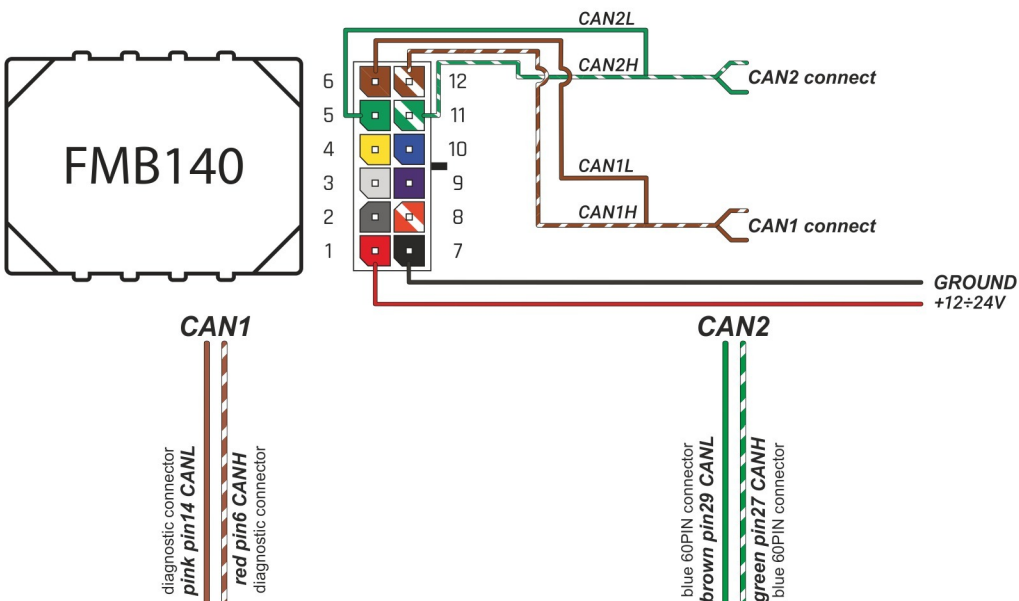 CAN2L
CAN2H
CAN2 connect
FMB140
6 12
5 11
4 10
3 9
2 8
1 7
CAN1L
CAN1H
CAN1 connect
GROUND
+12÷24V
CAN1
diagnostic connector
pink pin14 CANL
red pin6 CANH
diagnostic connector
CAN2
blue 60PIN connector
brown pin29 CANL
green pin27 CANH
blue 60PIN connector